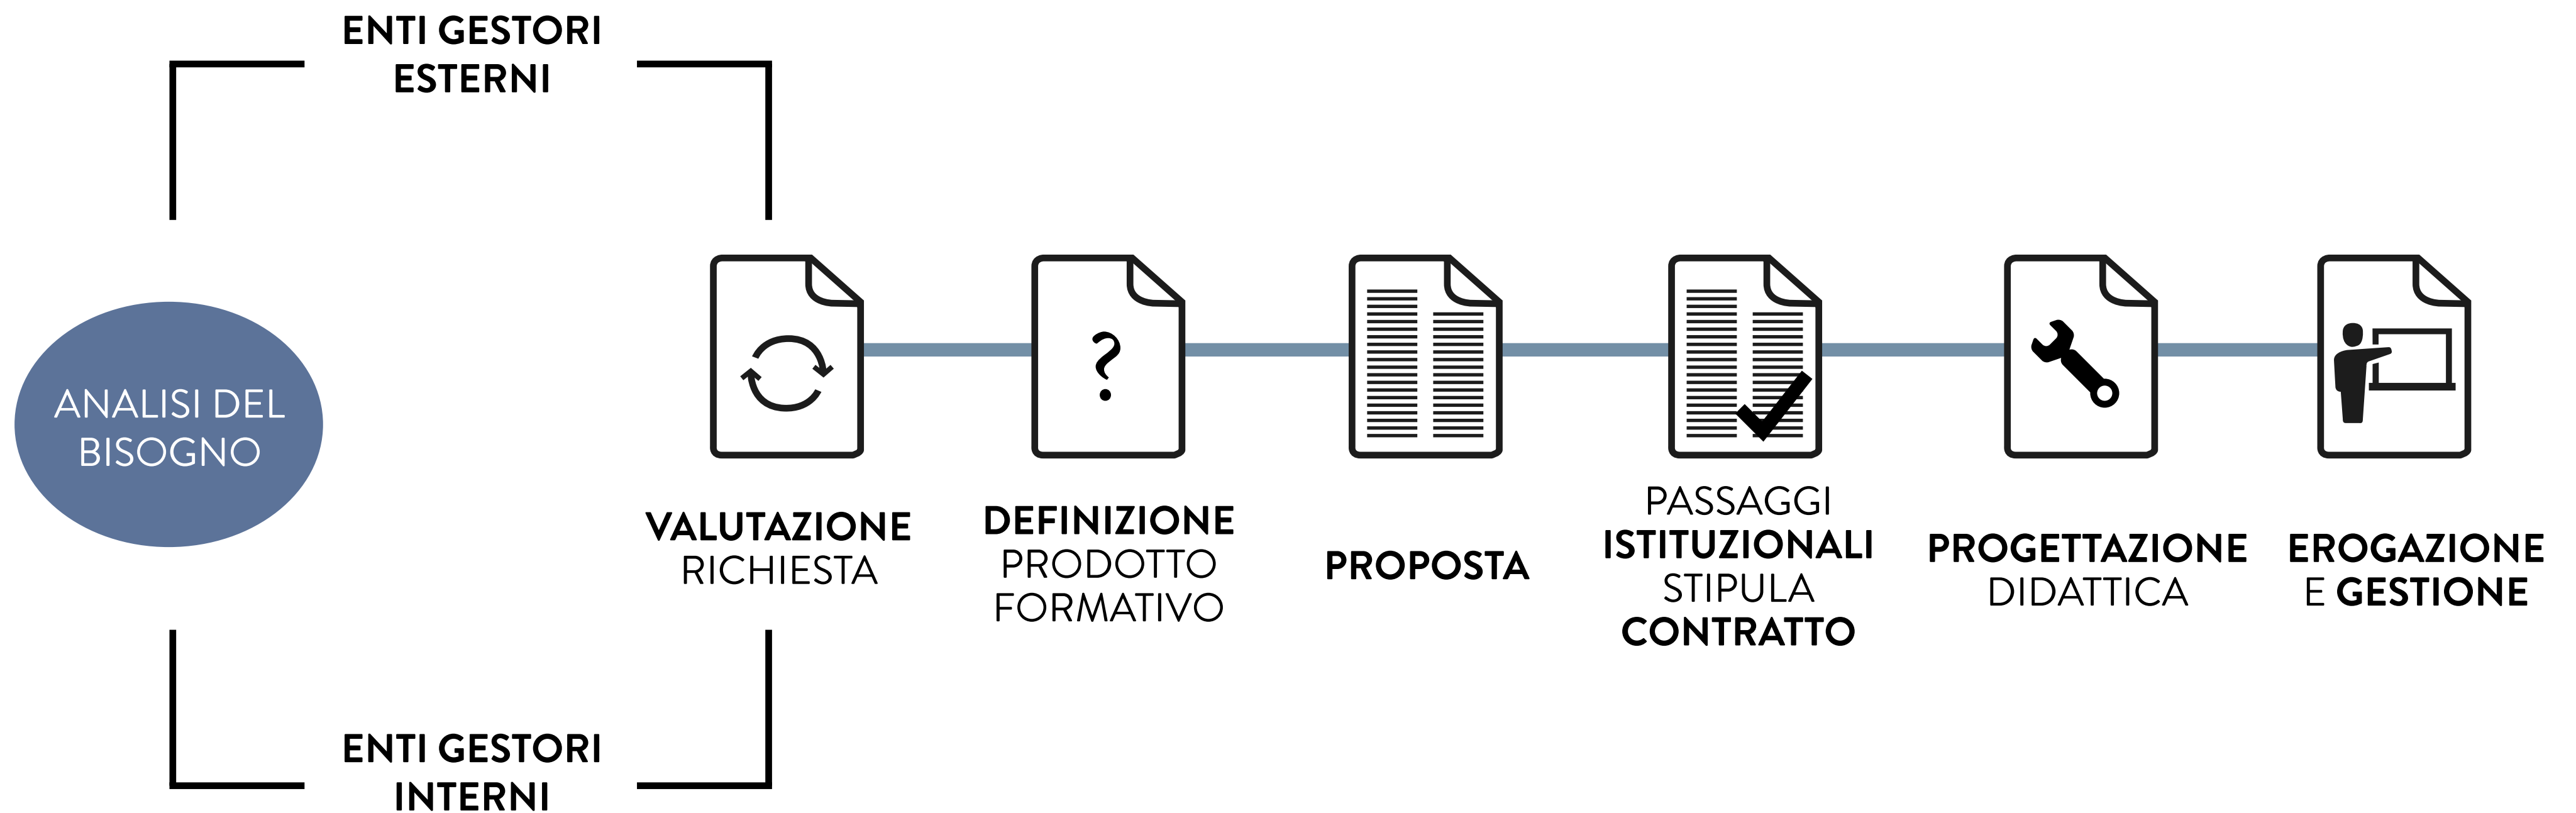 ENTI GESTORI
ESTERNI
ANALISI DEL
BISOGNO
ENTI GESTORI
INTERNI
VALUTAZIONE
RICHIESTA
?
DEFINIZIONE
PRODOTTO
FORMATIVO
PROPOSTA
PASSAGGI
ISTITUZIONALI
STIPULA
CONTRATTO
PROGETTAZIONE
DIDATTICA
EROGAZIONE
E GESTIONE